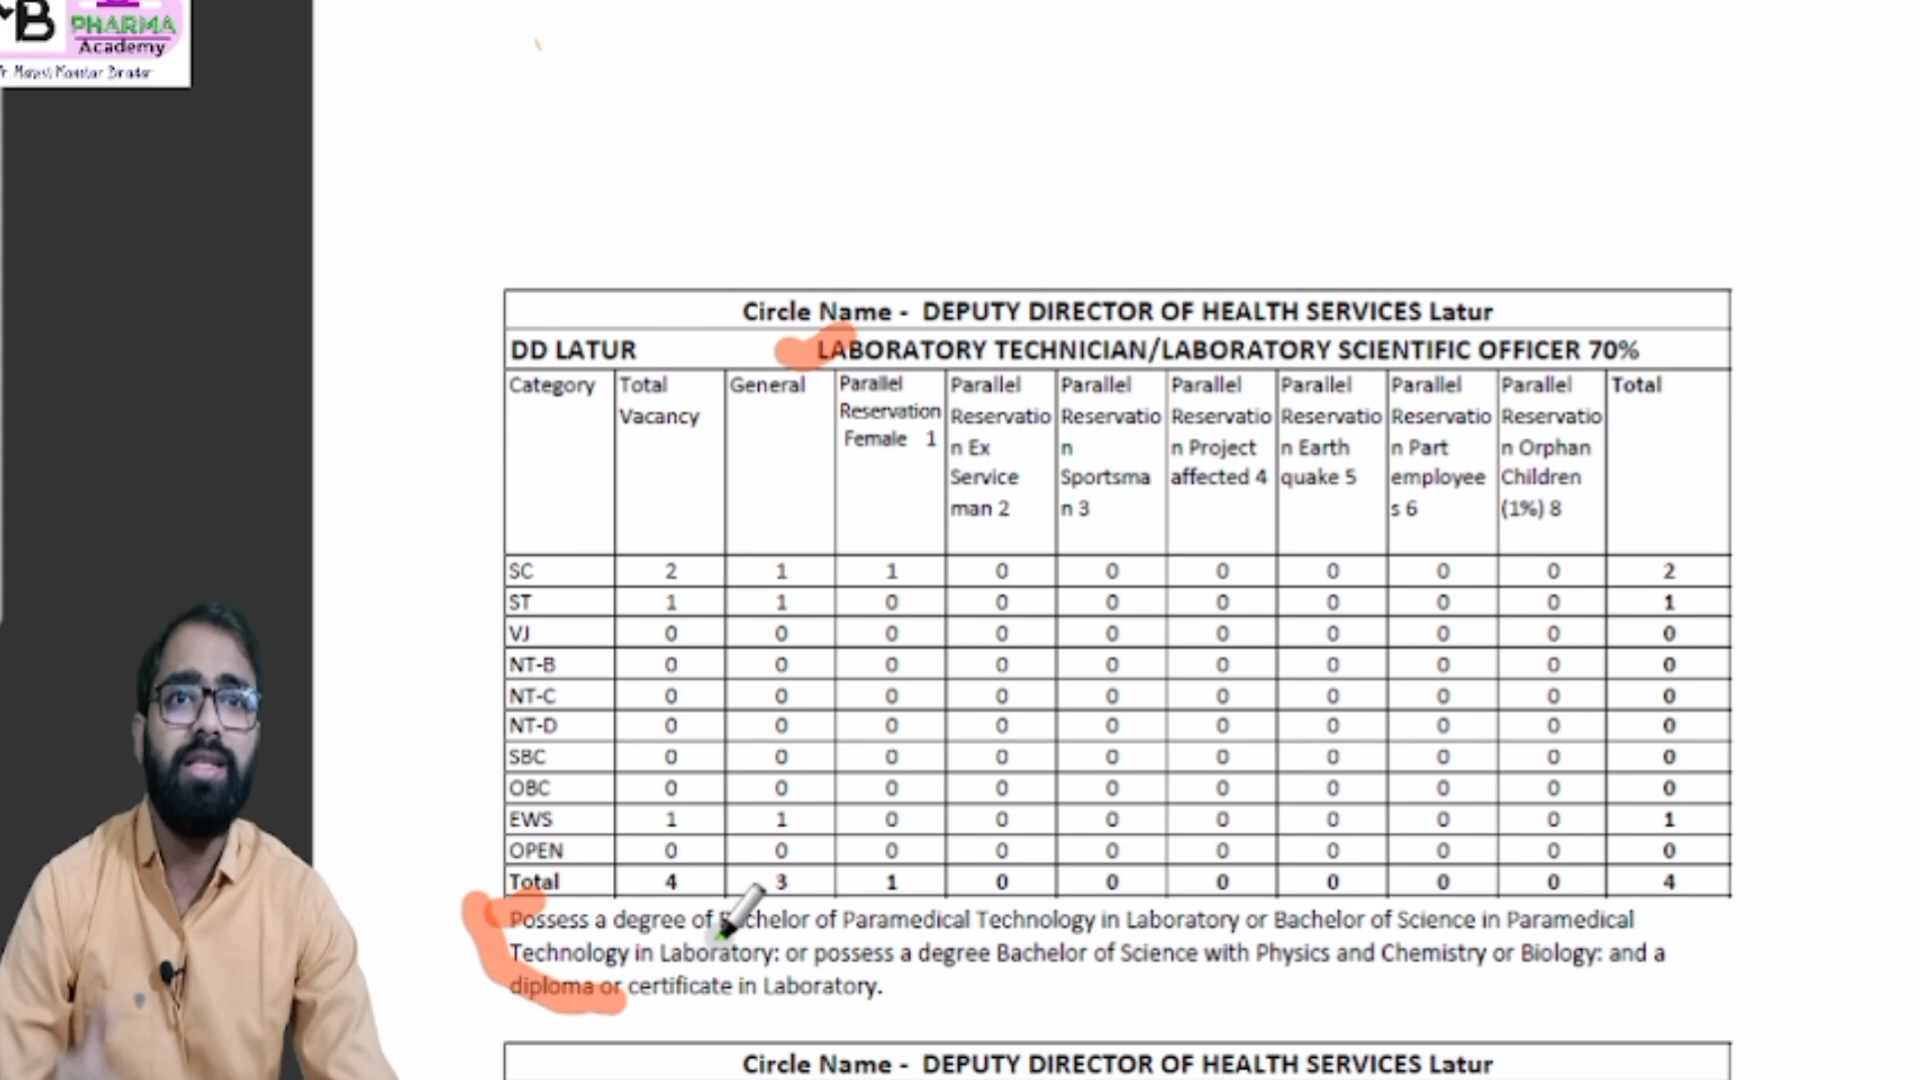 B PHARMA
Academy
Circle Name - DEPUTY DIRECTOR OF HEALTH SERVICES Latur
DD LATUR LABORATORY TECHNICIAN/LABORATORY SCIENTIFIC OFFICER 70%
Category Total General Parallel Parallel Parallel Parallel Parallel Parallel Parallel Total
Vacancy Reservation Reservatio Reservatio Reservatio Reservatio Reservatio Reservatio
Female 1 n Ex n n Project n Earth n Part n Orphan
Service Sportsma affected 4 quake 5 employee Children
man 2 n 3 s 6 (1%) 8
SC 2 1 1 0 0 0 0 0 0 2
ST 1 1 0 0 0 0 0 0 0 1
VJ 0 0 0 0 0 0 0 0 0 0
NT-B 0 0 0 0 0 0 0 0 0 0
NT-C 0 0 0 0 0 0 0 0 0 0
NT-D 0 0 0 0 0 0 0 0 0 0
SBC 0 0 0 0 0 0 0 0 0 0
OBC 0 0 0 0 0 0 0 0 0 0
EWS 1 1 0 0 0 0 0 0 0 1
OPEN 0 0 0 0 0 0 0 0 0 0
Total 4 3 1 0 0 0 0 0 0 4
Possess a degree of Bachelor of Paramedical Technology in Laboratory or Bachelor of Science in Paramedical
Technology in Laboratory: or possess a degree Bachelor of Science with Physics and Chemistry or Biology: and a
diploma or certificate in Laboratory.
Circle Name - DEPUTY DIRECTOR OF HEALTH SERVICES Latur